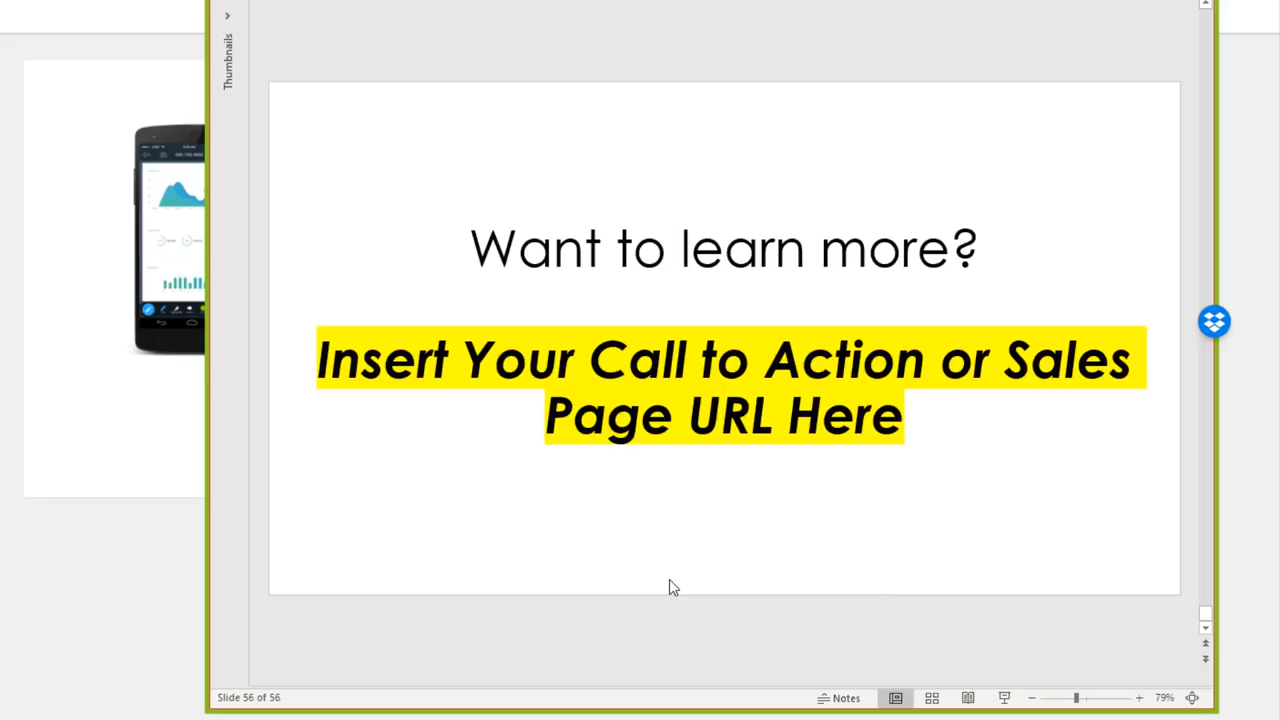 Thumbnails
Want to learn more?
Insert Your Call to Action or Sales
Page URL Here
Slide 56 of 56
Notes
79%